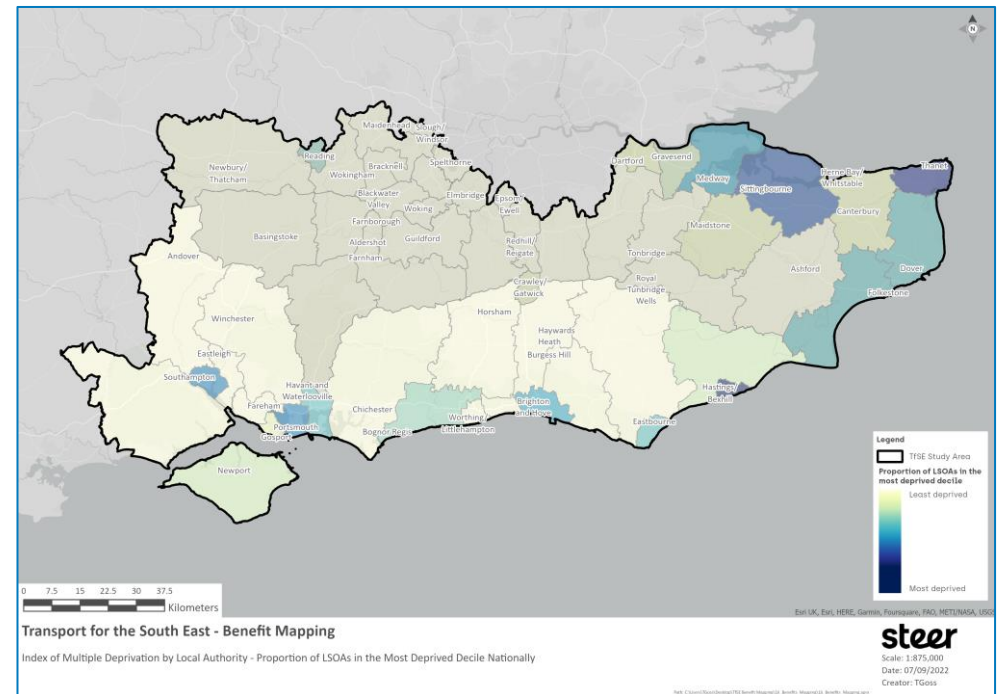 N
Maidenhead
Slough/
Windsor
Reading
Newbury/
Thatcham
Bracknell
Wokingham
Spelthorne
Dartford
Gravesend
Medway
Sittingbourne
Herne Bay/
Whitstable
Thanet
Blackwater
Valley
Woking
Elmbridge
Epsom
Ewell
Farnborough
Canterbury
Basingstoke
Aldershot
Guildford
Farnham
Redhill/
Reigate
Maidstone
Tonbridge
Andover
Ashford
Dover
Royal
Tunbridge
Wells
Crawley/
Gatwick
Folkestone
Winchester
Horsham
Haywards
Heath
Burgess Hill
Eastleigh
Southampton
Havant and
Waterlooville
Hastings/
Bexhill
Fareham
Chichester
Brighton
and Hove
Portsmouth
Gosport
Worthing
Eastbourne
Bognor Regis
Littlehampton
Newport
Legend
TfSE Study Area
Proportion of LSOAs in the
most deprived decile
Least deprived
Most deprived
0 7.5 15 22.5 30 37.5
Kilometers
Esri UK, Esri, HERE, Garmin, Foursquare, FAO, METI/NASA, USGS
Transport for the South East - Benefit Mapping
Index of Multiple Deprivation by Local Authority - Proportion of LSOAs in the Most Deprived Decile Nationally
steer
Scale: 1:875,000
Date: 07/09/2022
Creator: TGoss